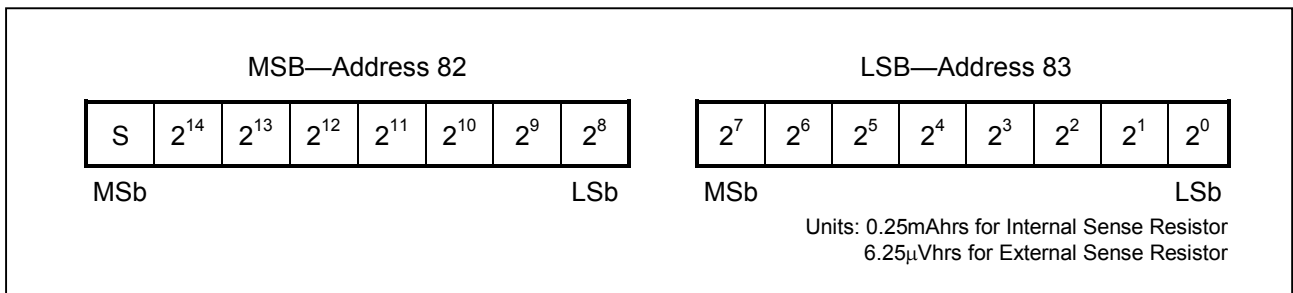 MSB—Address 82
LSB—Address 83
S 2^14 2^13 2^12 2^11 2^10 2^9 2^8
2^7 2^6 2^5 2^4 2^3 2^2 2^1 2^0
MSb LSb
MSb LSb
Units: 0.25mAhrs for Internal Sense Resistor
6.25μVhrs for External Sense Resistor